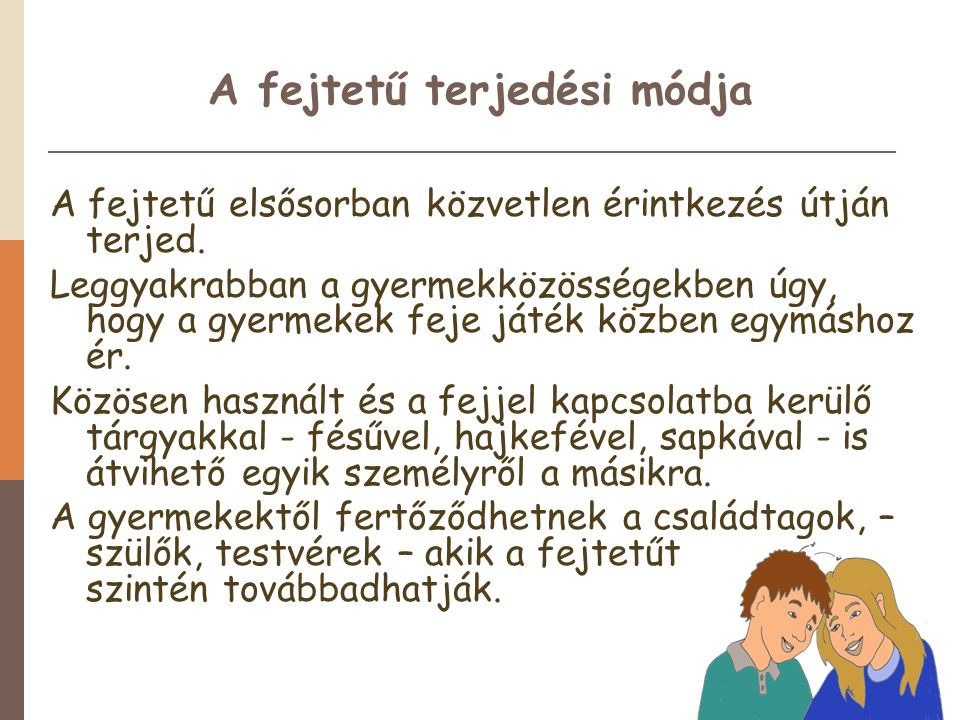 A fejtetű terjedési módja
A fejtetű elsősorban közvetlen érintkezés útján
terjed.
Leggyakrabban a gyermekközösségekben úgy,
hogy a gyermekek feje játék közben egymáshoz
ér.
Közösen használt és a fejjel kapcsolatba kerülő
tárgyakkal - fésűvel, hajkefével, sapkával - is
átvihető egyik személyről a másikra.
A gyermekektől fertőződhetnek a családtagok, –
szülők, testvérek – akik a fejtetűt
szintén továbbadhatják.